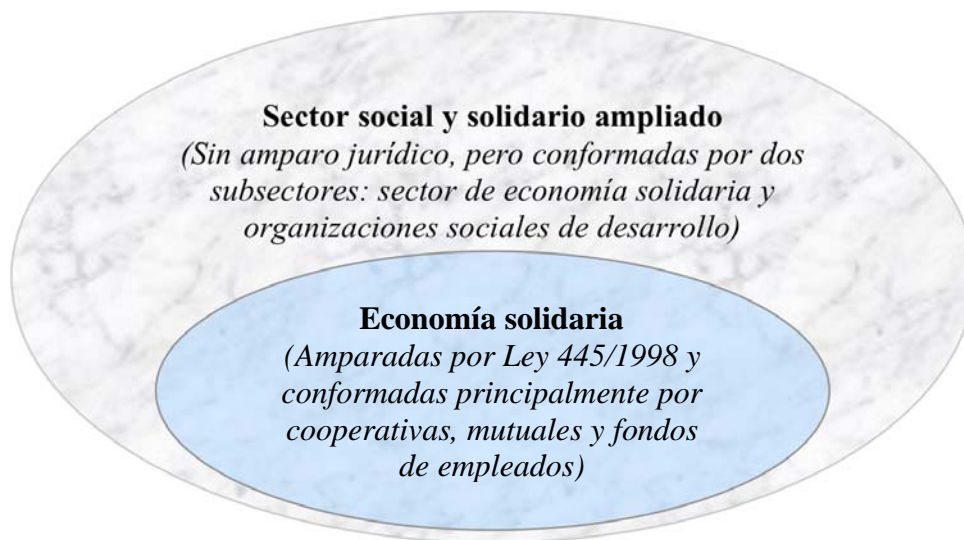 Sector social y solidario ampliado
(Sin amparo jurídico, pero conformadas por dos
subsectores: sector de economía solidaria y
organizaciones sociales de desarrollo)
Economía solidaria
(Amparadas por Ley 445/1998 y
conformadas principalmente por
cooperativas, mutuales y fondos
de empleados)